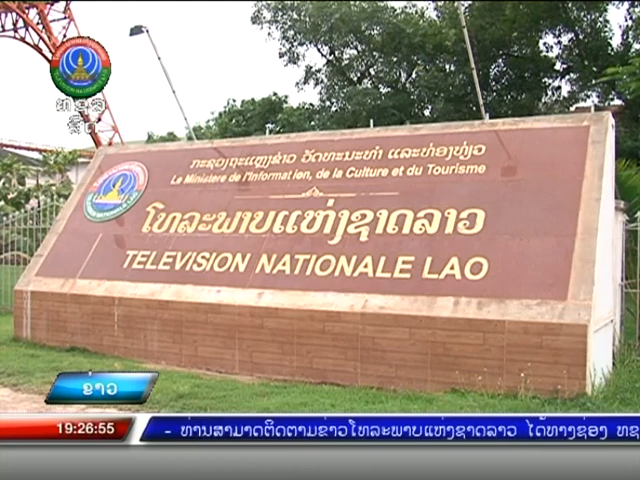 ກະຊວງຖະແຫຼງຂ່າວ ວັດທະນະທຳ ແລະທ່ອງທ່ຽວ
Le Ministere de l'Information, de la Culture et du Tourisme
ໂທລະພາບແຫ່ງຊາດລາວ
TELEVISION NATIONALE LAO
ຂ່າວ
19:26:55
- ທ່ານສາມາດຕິດຕາມຂ່າວໂທລະພາບແຫ່ງຊາດລາວ ໄດ້ທາງຊ່ອງ ທຊ